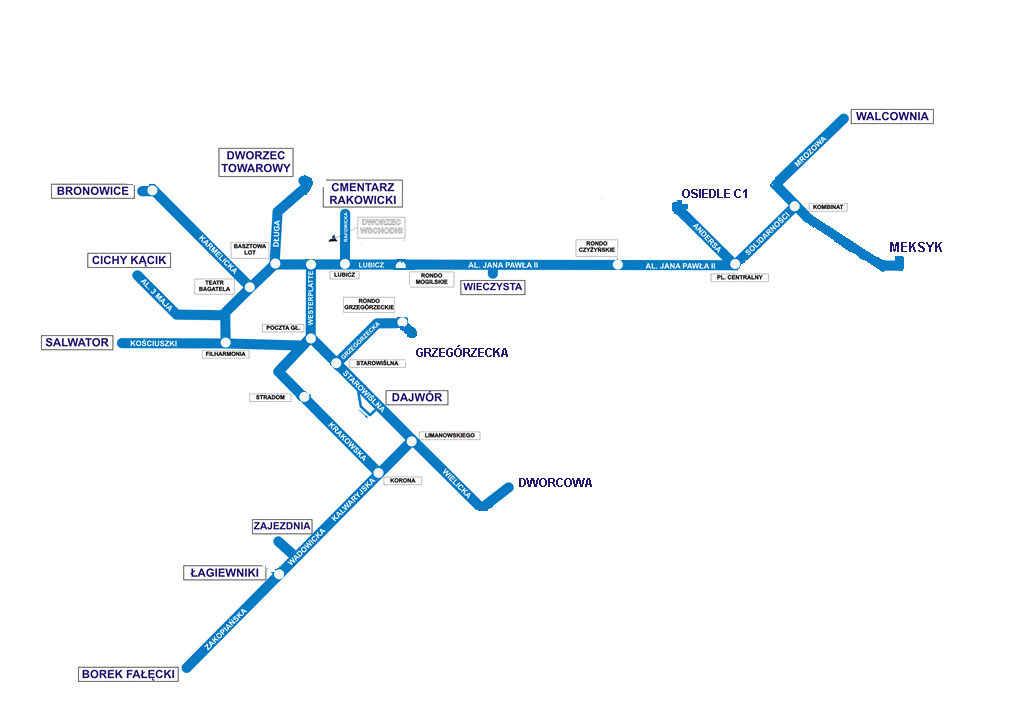 WALCOWNIA
MROZOWA
DWORZEC
TOWAROWY
BRONOWICE
CMENTARZ
RAKOWICKI
OSIEDLE C1
KOMBINAT
RAKOWICKA
DWORZEC
WSCHODNI
DŁUGA
KARMELICKA
BASZTOWA
LOT
RONDO
CZYŻYŃSKIE
ANDERSA
SOLIDARNOŚCI
MEKSYK
CICHY KĄCIK
LUBICZ
AL. JANA PAWŁA II
AL. JANA PAWŁA II
LUBICZ
RONDO
MOGILSKIE
PL. CENTRALNY
AL. 3 MAJA
TEATR
BAGATELA
WESTERPLATTE
WIECZYSTA
RONDO
GRZEGÓRZECKIE
POCZTA GŁ.
GRZEGÓRZECKA
SALWATOR
KOŚCIUSZKI
FILHARMONIA
GRZEGÓRZECKA
STAROWIŚLNA
STAROWIŚLNA
STRADOM
DAJWÓR
KRAKOWSKA
LIMANOWSKIEGO
KORONA
WIELICKA
DWORCOWA
KALWARYJSKA
ZAJEZDNIA
WADOWICKA
ŁAGIEWNIKI
ZAKOPIAŃSKA
BOREK FAŁĘCKI